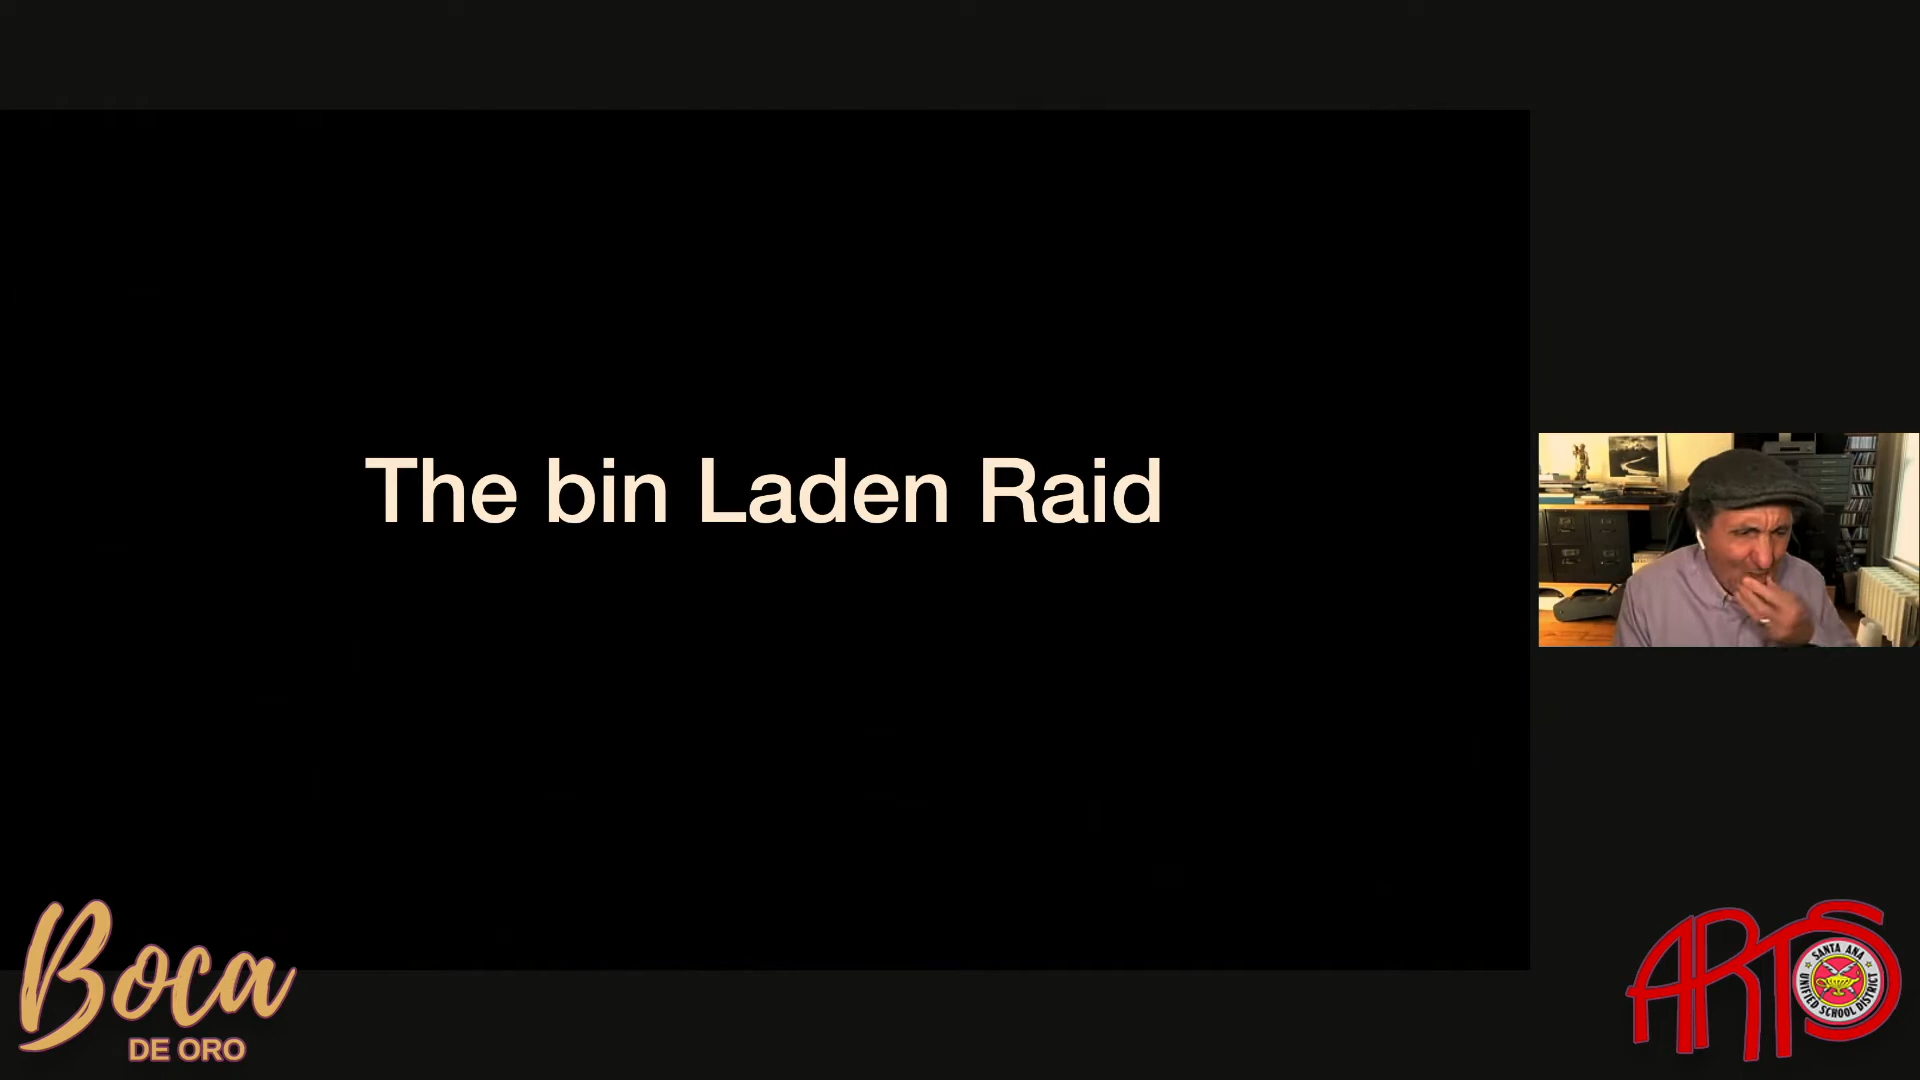 The bin Laden Raid
Boca
DE ORO
ARTS
SANTA ANA
UNIFIED SCHOOL DISTRICT